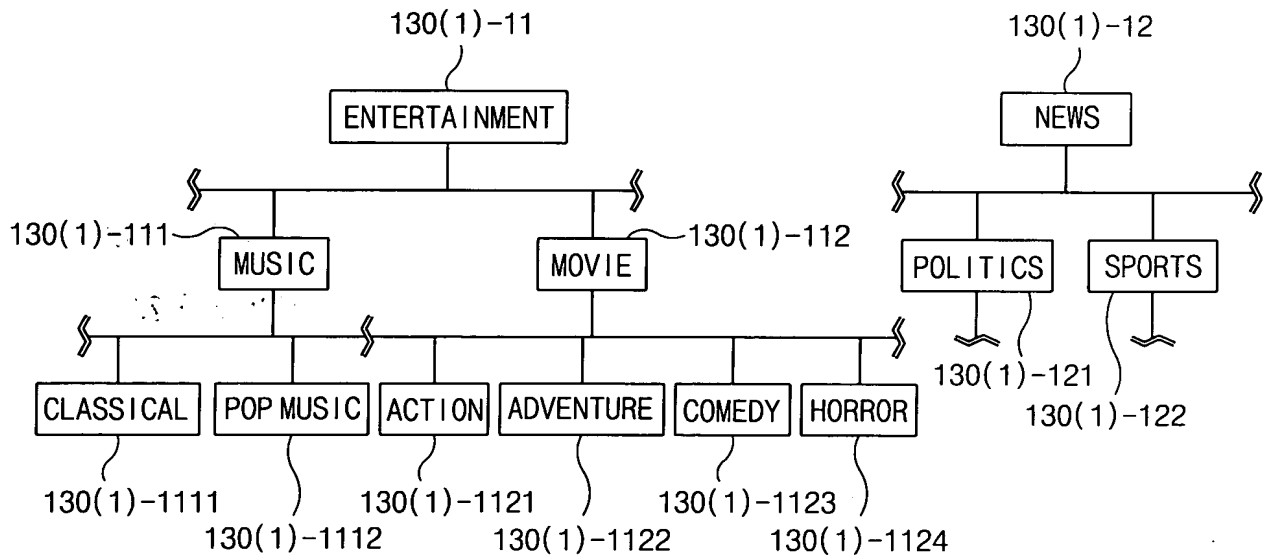 130(1)-11
130(1)-12
ENTERTAINMENT
NEWS
130(1)-111
MUSIC
MOVIE
130(1)-112
POLITICS
SPORTS
130(1)-121
130(1)-122
CLASSICAL
POP MUSIC
ACTION
ADVENTURE
COMEDY
HORROR
130(1)-1111
130(1)-1112
130(1)-1121
130(1)-1122
130(1)-1123
130(1)-1124